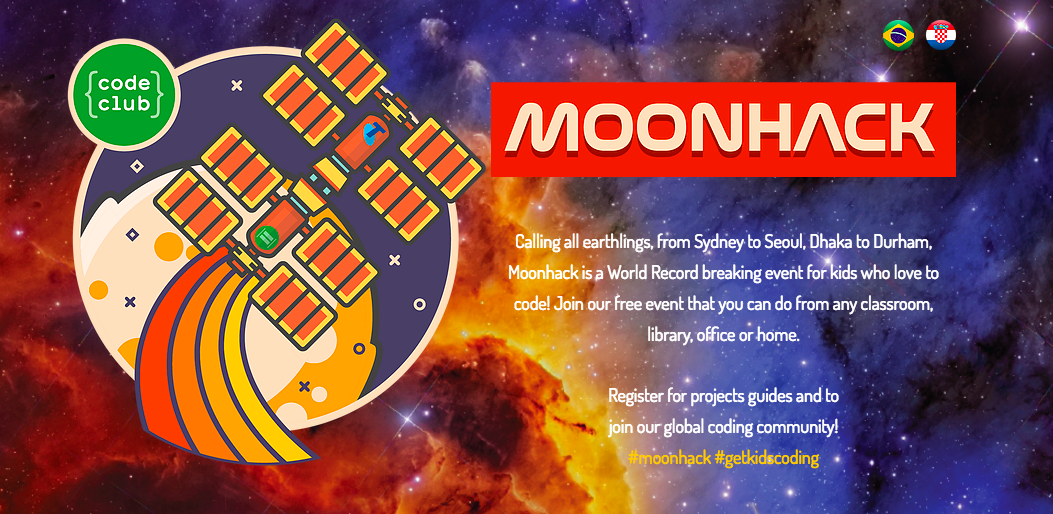 {code
club}
MOONHACK
Calling all earthlings, from Sydney to Seoul, Dhaka to Durham,
Moonhack is a World Record breaking event for kids who love to
code! Join our free event that you can do from any classroom,
library, office or home.
Register for projects guides and to
join our global coding community!
#moonhack #getkidscoding